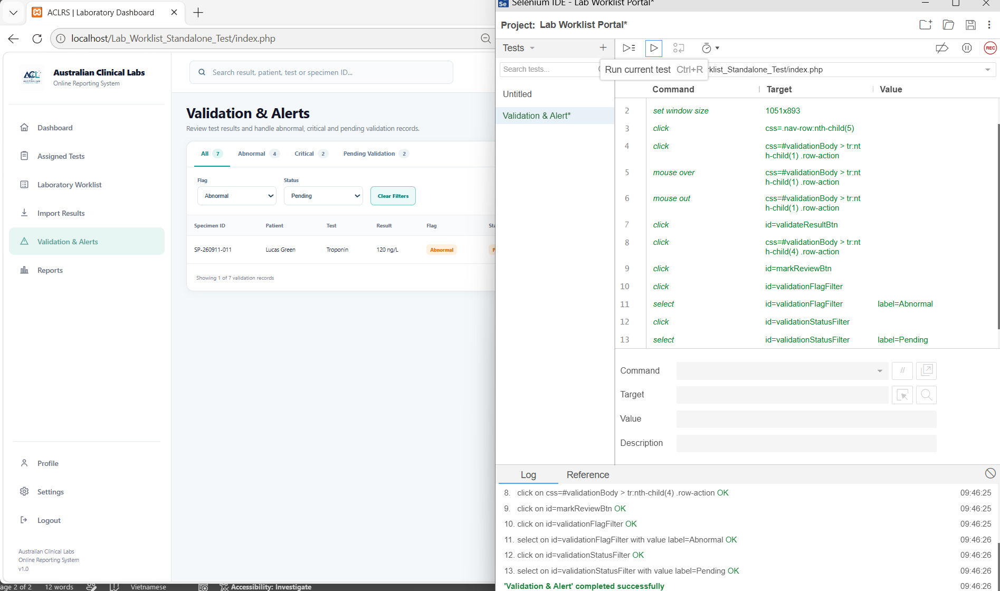 ACLRS | Laboratory Dashboard
localhost/Lab_Worklist_Standalone_Test/index.php
ACL
AUSTRALIAN
Australian Clinical Labs
Online Reporting System
Dashboard
Assigned Tests
Laboratory Worklist
Import Results
Validation & Alerts
Reports
Profile
Settings
Logout
Australian Clinical Labs
Online Reporting System
v1.0
Search result, patient, test or specimen ID...
Validation & Alerts
Review test results and handle abnormal, critical and pending validation records.
All 7 Abnormal 4 Critical 2 Pending Validation 2
Flag Status
Abnormal Pending Clear Filters
Specimen ID Patient Test Result Flag Sta
SP-260911-011 Lucas Green Troponin 120 ng/L Abnormal P
Showing 1 of 7 validation records
age 2 of 2 12 words Vietnamese Accessibility: Investigate
Se Selenium IDE - Lab Worklist Portal*
Project: Lab Worklist Portal*
Tests
REC
Search tests...
Run current test Ctrl+R
klist_Standalone_Test/index.php
Untitled
Validation & Alert*
Command Target Value
2 set window size 1051x893
3 click css=.nav-row:nth-child(5)
4 click css=#validationBody > tr:nt
h-child(1) .row-action
5 mouse over css=#validationBody > tr:nt
h-child(1) .row-action
6 mouse out css=#validationBody > tr:nt
h-child(1) .row-action
7 click id=validateResultBtn
8 click css=#validationBody > tr:nt
h-child(4) .row-action
9 click id=markReviewBtn
10 click id=validationFlagFilter
11 select id=validationFlagFilter label=Abnormal
12 click id=validationStatusFilter
13 select id=validationStatusFilter label=Pending
Command //
Target
Value
Description
Log Reference
8. click on css=#validationBody > tr:nth-child(4) .row-action OK 09:46:25
9. click on id=markReviewBtn OK 09:46:25
10. click on id=validationFlagFilter OK 09:46:25
11. select on id=validationFlagFilter with value label=Abnormal OK 09:46:26
12. click on id=validationStatusFilter OK 09:46:26
13. select on id=validationStatusFilter with value label=Pending OK 09:46:26
'Validation & Alert' completed successfully 09:46:26